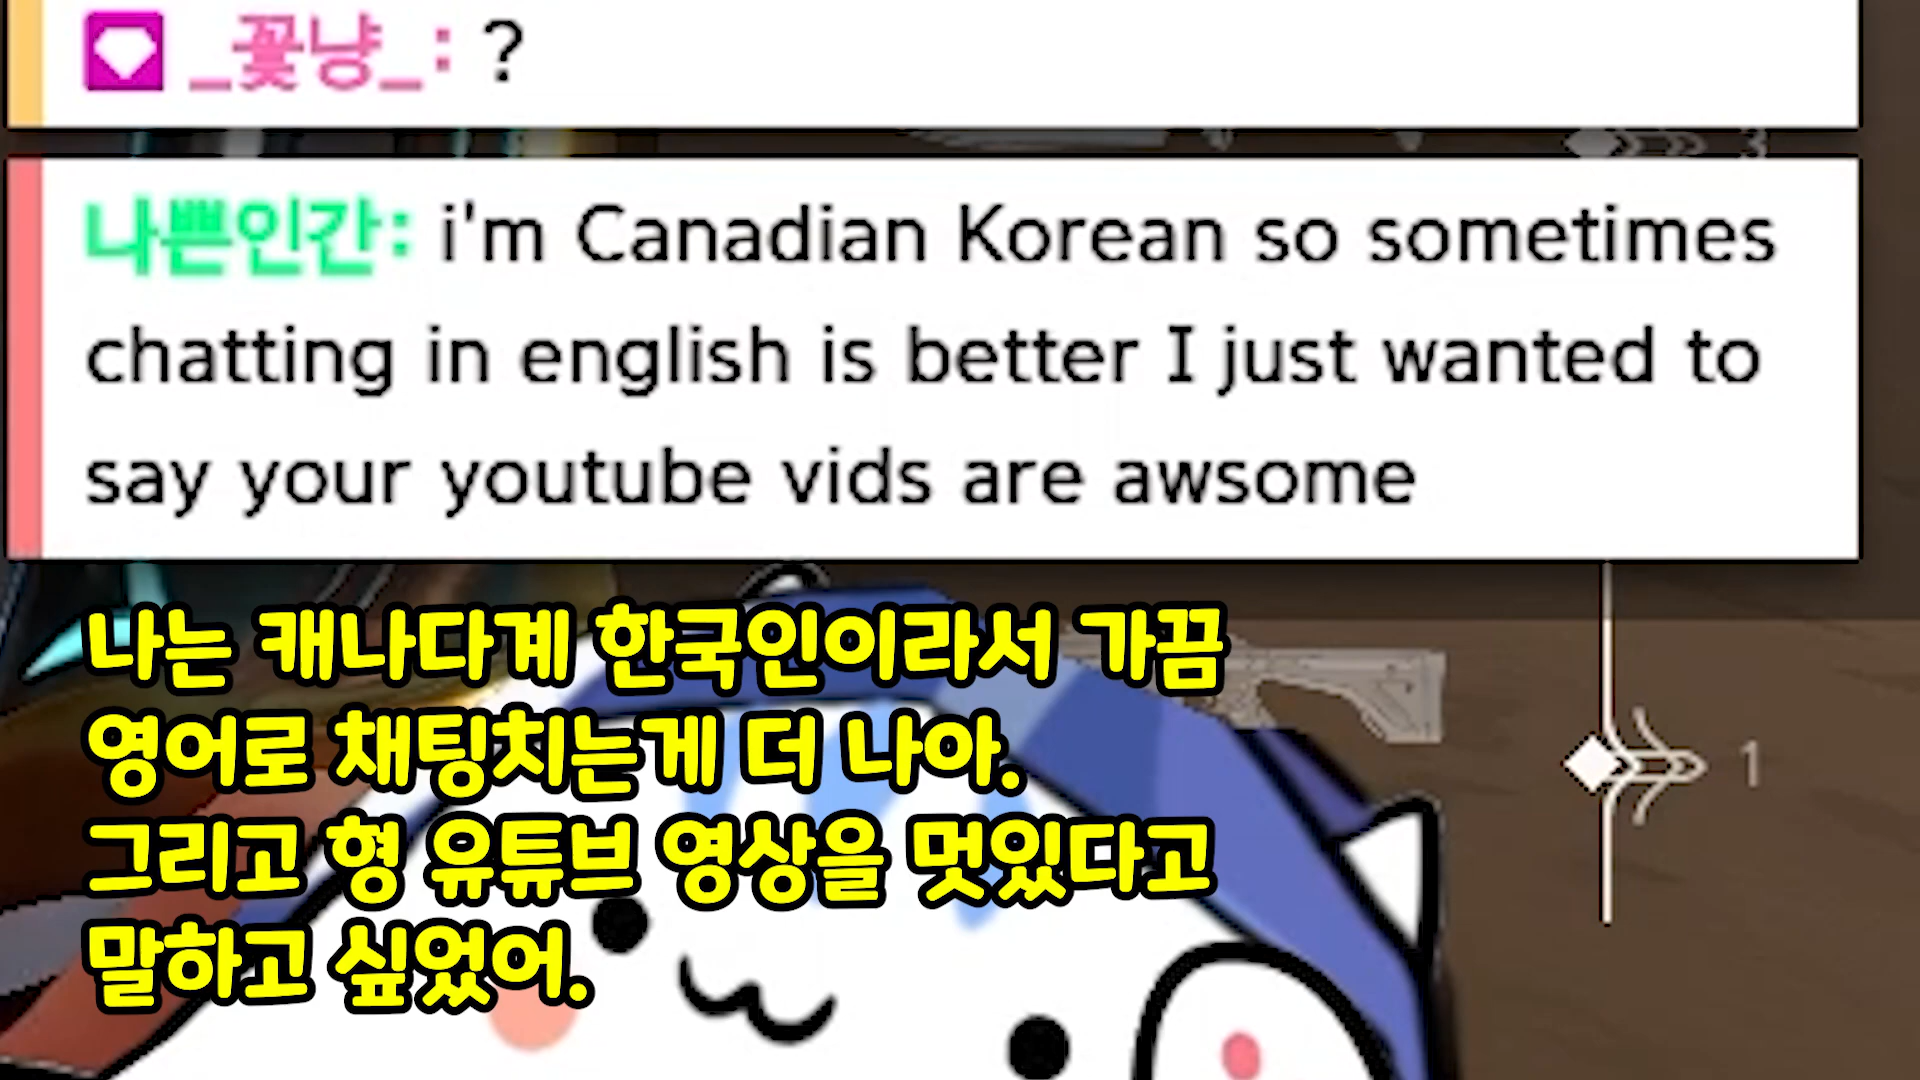 _꽃냥_: ?
나쁜인간: i'm Canadian Korean so sometimes
chatting in english is better I just wanted to
say your youtube vids are awsome
나는 캐나다계 한국인이라서 가끔
영어로 채팅치는게 더 나아.
그리고 형 유튜브 영상을 멋있다고
말하고 싶었어.
1